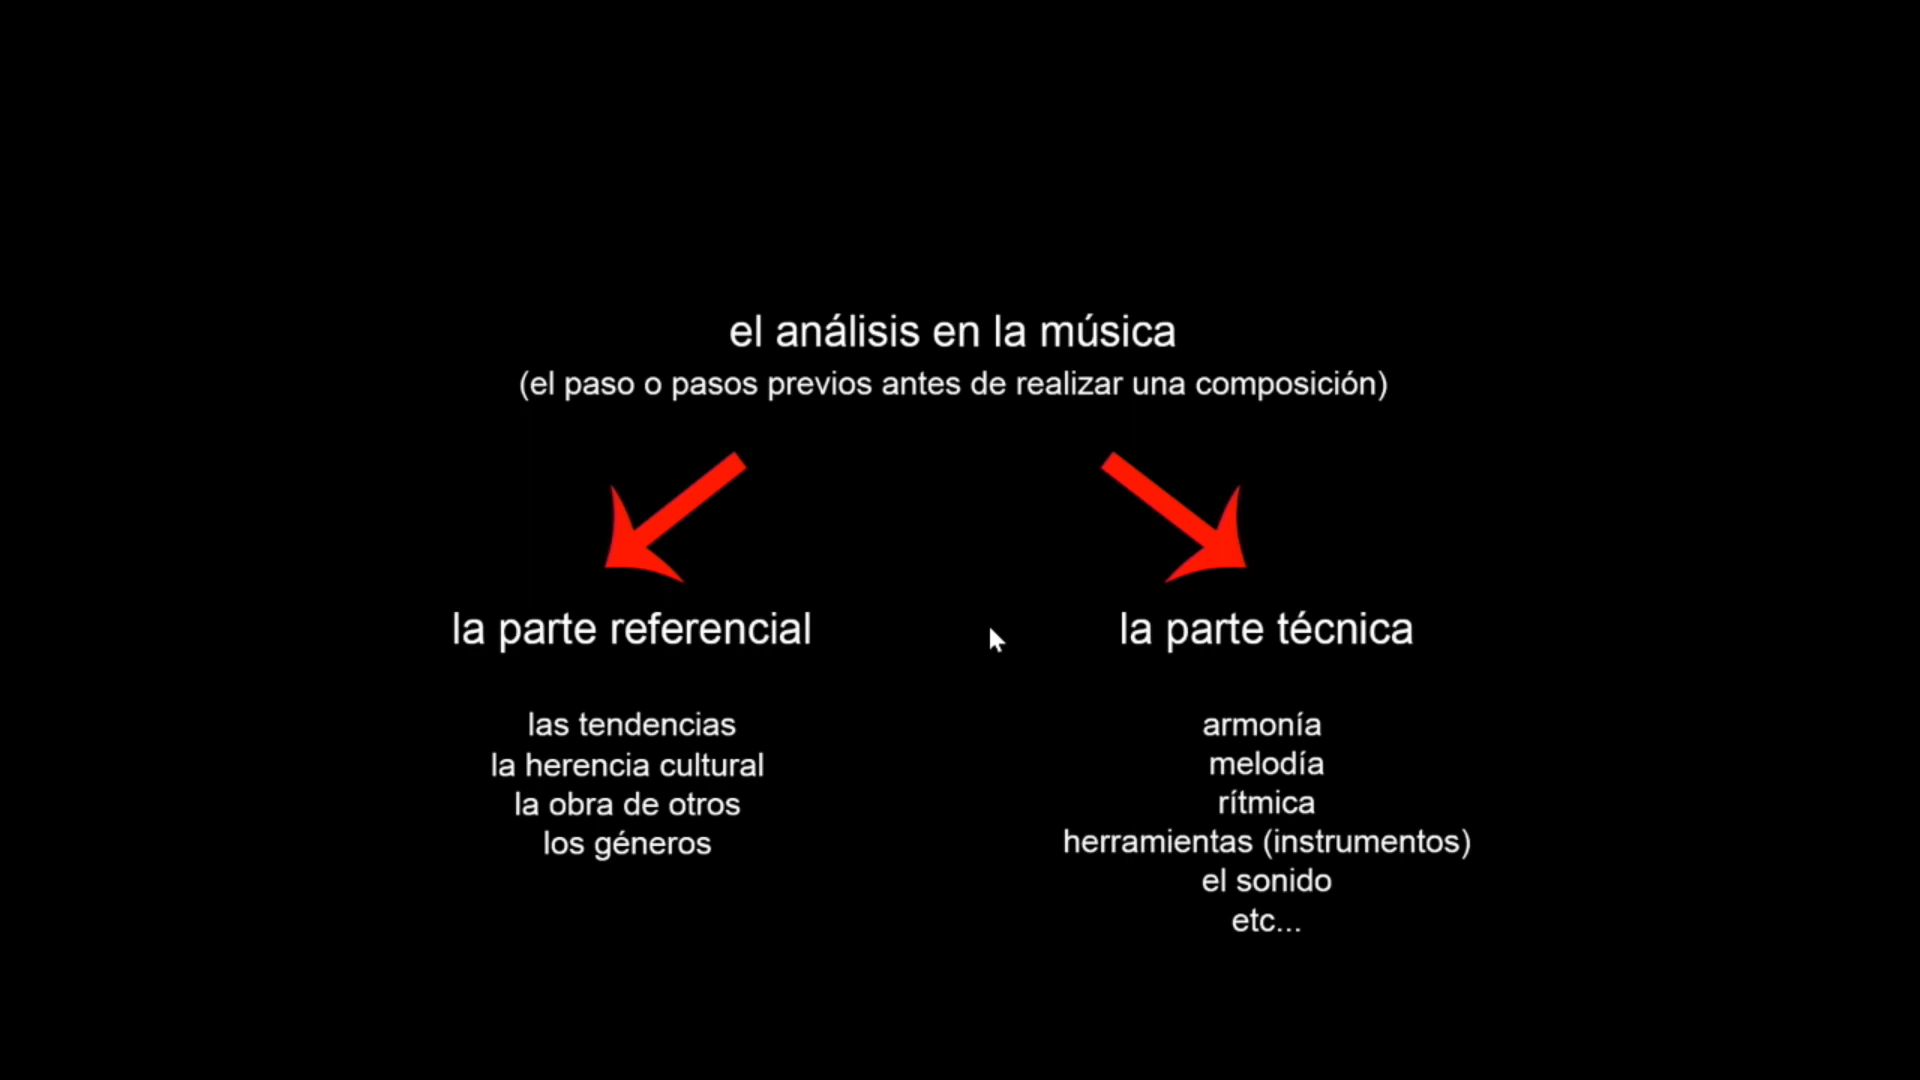 el análisis en la música
(el paso o pasos previos antes de realizar una composición)
la parte referencial
las tendencias
la herencia cultural
la obra de otros
los géneros
la parte técnica
armonía
melodía
rítmica
herramientas (instrumentos)
el sonido
etc...